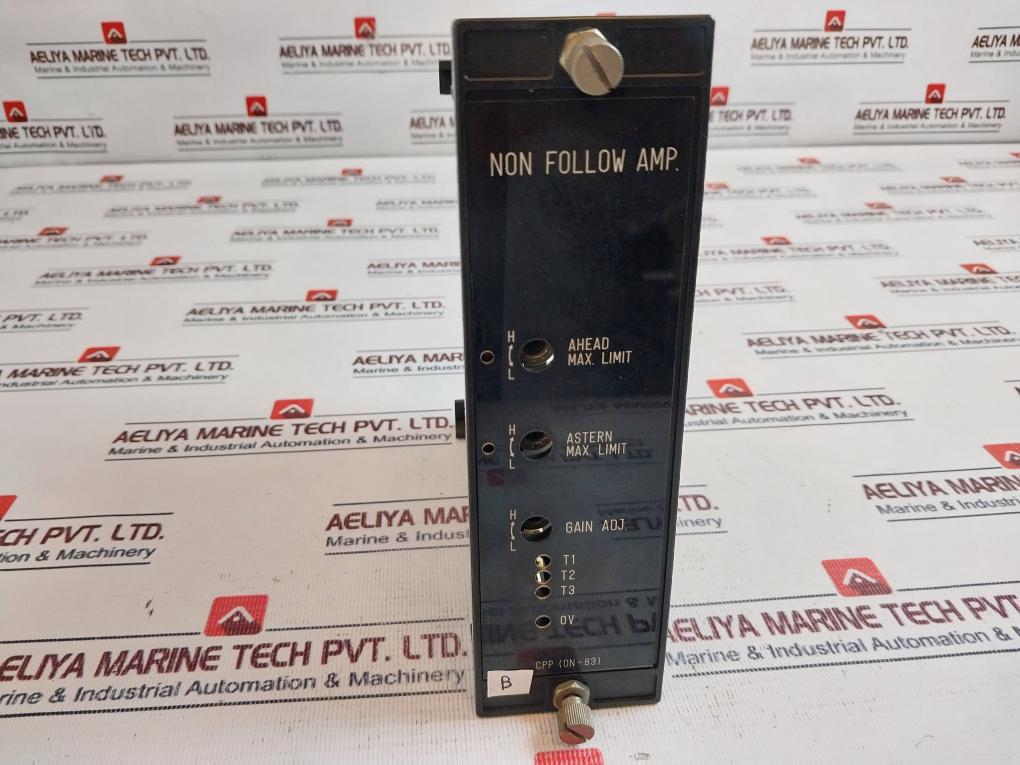 AELIYA MARINE TECH PVT. LTD.
Marine & Industrial Automation & Machinery
NON FOLLOW AMP.
H
L
AHEAD
MAX. LIMIT
H
L
ASTERN
MAX. LIMIT
H
L
GAIN ADJ.
T1
T2
T3
0V
CPP (ON-83)
B